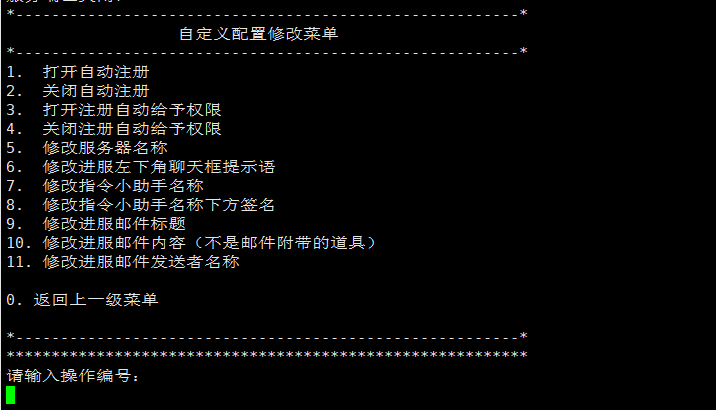 *--------------------------------------------------------*
自定义配置修改菜单
*--------------------------------------------------------*
1. 打开自动注册
2. 关闭自动注册
3. 打开注册自动给予权限
4. 关闭注册自动给予权限
5. 修改服务器名称
6. 修改进服左下角聊天框提示语
7. 修改指令小助手名称
8. 修改指令小助手名称下方签名
9. 修改进服邮件标题
10. 修改进服邮件内容（不是邮件附带的道具）
11. 修改进服邮件发送者名称
0. 返回上一级菜单
*--------------------------------------------------------*
**********************************************************
请输入操作编号：